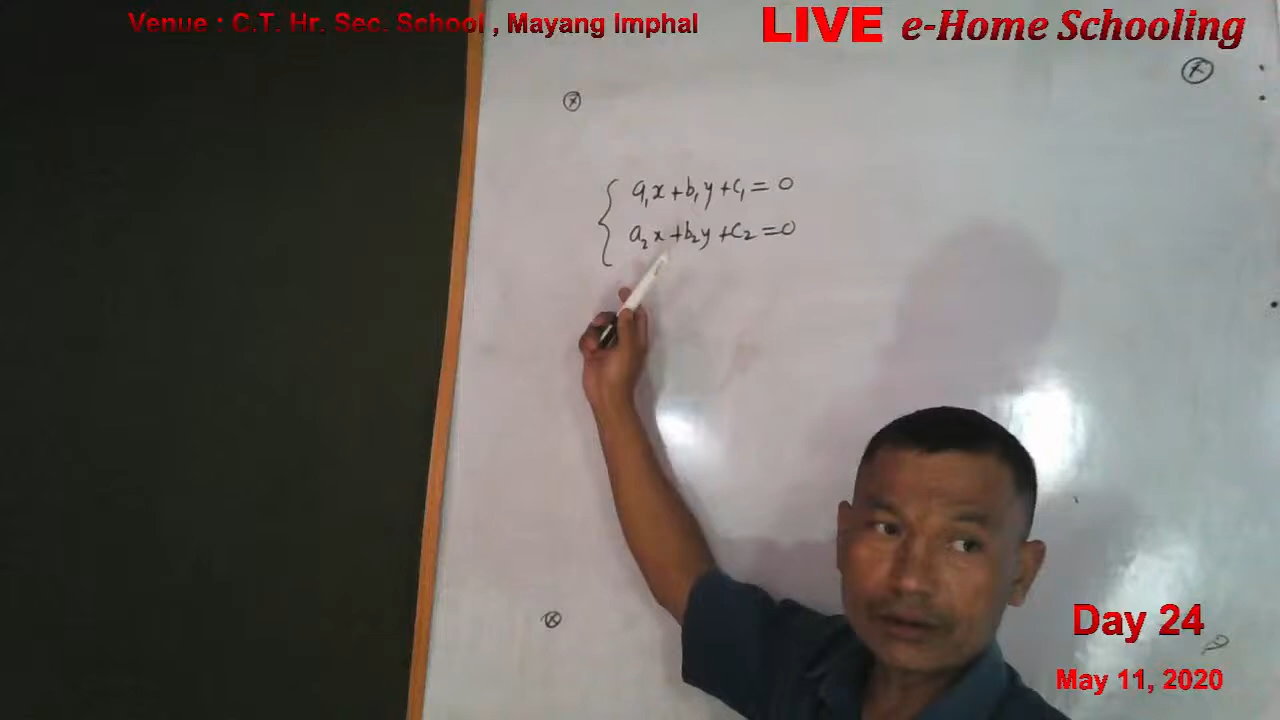 Venue : C.T. Hr. Sec. School , Mayang Imphal
LIVE e-Home Schooling
a₁x+b₁y+c₁=0
a₂x+b₂y+c₂=0
Day 24
May 11, 2020